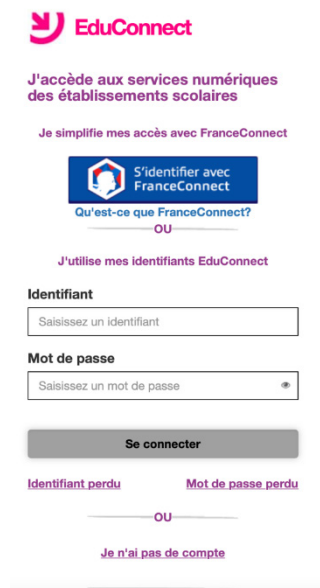 EduConnect
J'accède aux services numériques
des établissements scolaires
Je simplifie mes accès avec FranceConnect
S'identifier avec
FranceConnect
Qu'est-ce que FranceConnect?
OU
J'utilise mes identifiants EduConnect
Identifiant
Saisissez un identifiant
Mot de passe
Saisissez un mot de passe
Se connecter
Identifiant perdu Mot de passe perdu
OU
Je n'ai pas de compte